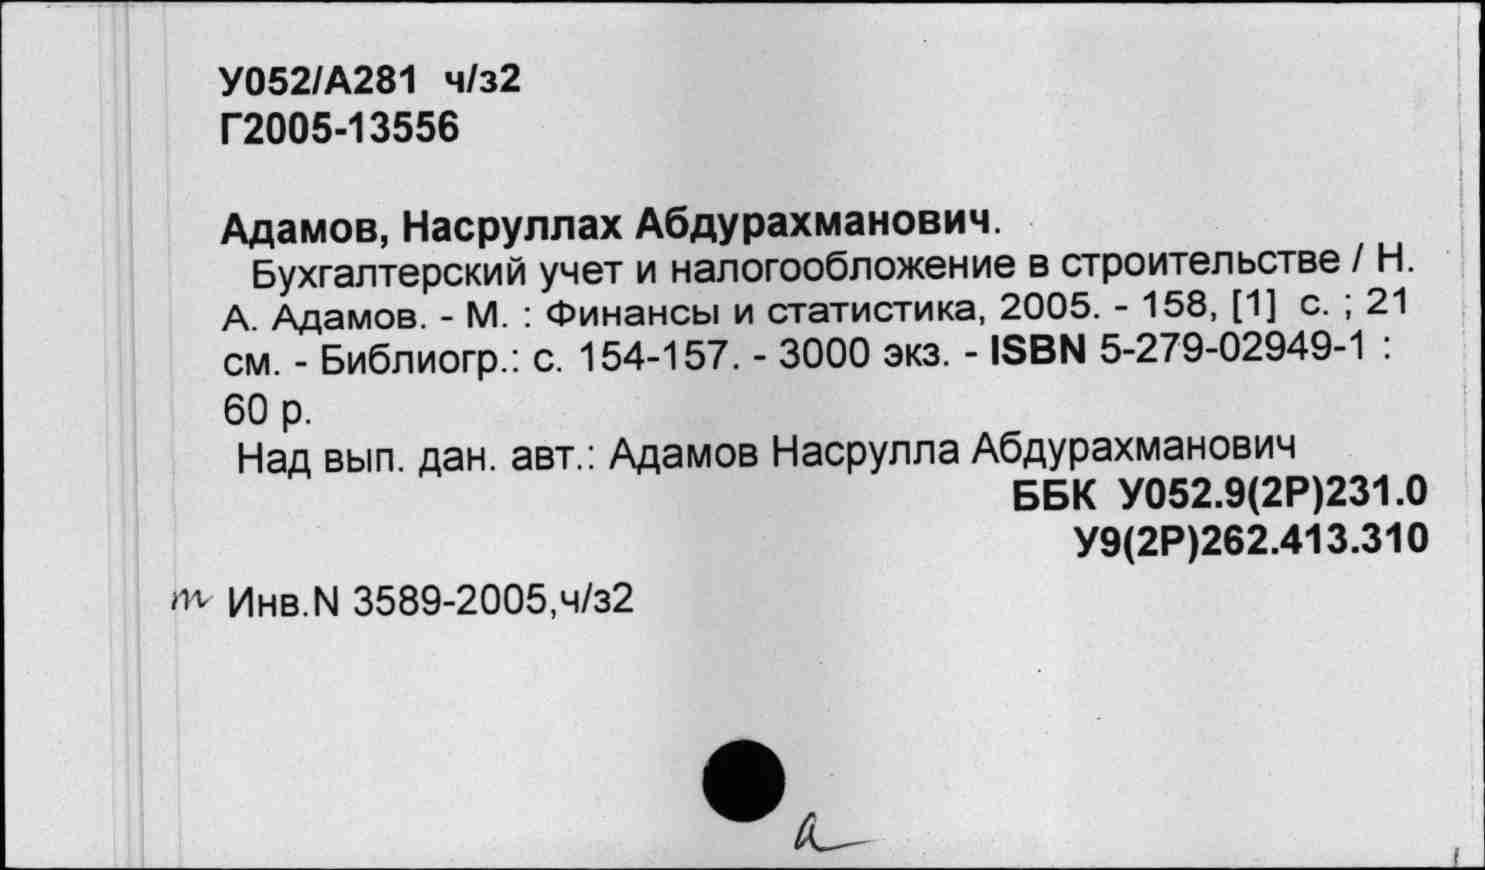 У052/А281 ч/з2
Г2005-13556
Адамов, Насруллах Абдурахманович.
Бухгалтерский учет и налогообложение в строительстве / Н.
А. Адамов. - М. : Финансы и статистика, 2005. - 158, [1] с. ; 21
см. - Библиогр.: с. 154-157. - 3000 экз. - ISBN 5-279-02949-1 :
60 р.
Над вып. дан. авт.: Адамов Насрулла Абдурахманович
ББК У052.9(2Р)231.0
У9(2Р)262.413.310
Инв.N 3589-2005,ч/з2
а